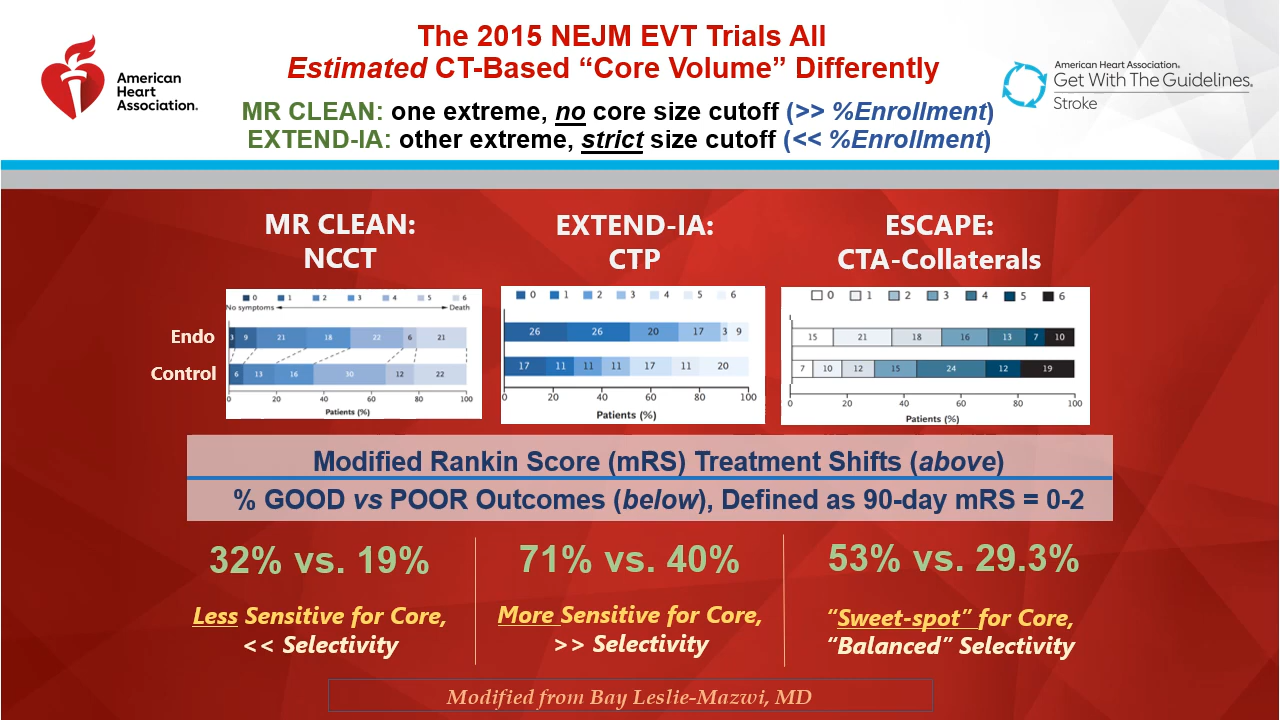 The 2015 NEJM EVT Trials All
Estimated CT-Based “Core Volume” Differently
MR CLEAN: one extreme, no core size cutoff (>> %Enrollment)
EXTEND-IA: other extreme, strict size cutoff (<< %Enrollment)
American
Heart
Association.
American Heart Association.
Get With The Guidelines.
Stroke
MR CLEAN:
NCCT
EXTEND-IA:
CTP
ESCAPE:
CTA-Collaterals
0 1 2 3 4 5 6
No symptoms Death
Endo
3 9 21 18 22 6 21
Control
6 13 16 30 12 22
0 20 40 60 80 100
Patients (%)
0 1 2 3 4 5 6
26 26 20 17 3 9
17 11 11 11 17 11 20
0 20 40 60 80 100
Patients (%)
0 1 2 3 4 5 6
15 21 18 16 13 7 10
7 10 12 15 24 12 19
0 20 40 60 80 100
Patients (%)
Modified Rankin Score (mRS) Treatment Shifts (above)
% GOOD vs POOR Outcomes (below), Defined as 90-day mRS = 0-2
32% vs. 19%
Less Sensitive for Core,
<< Selectivity
71% vs. 40%
More Sensitive for Core,
>> Selectivity
53% vs. 29.3%
“Sweet-spot” for Core,
“Balanced” Selectivity
Modified from Bay Leslie-Mazwi, MD